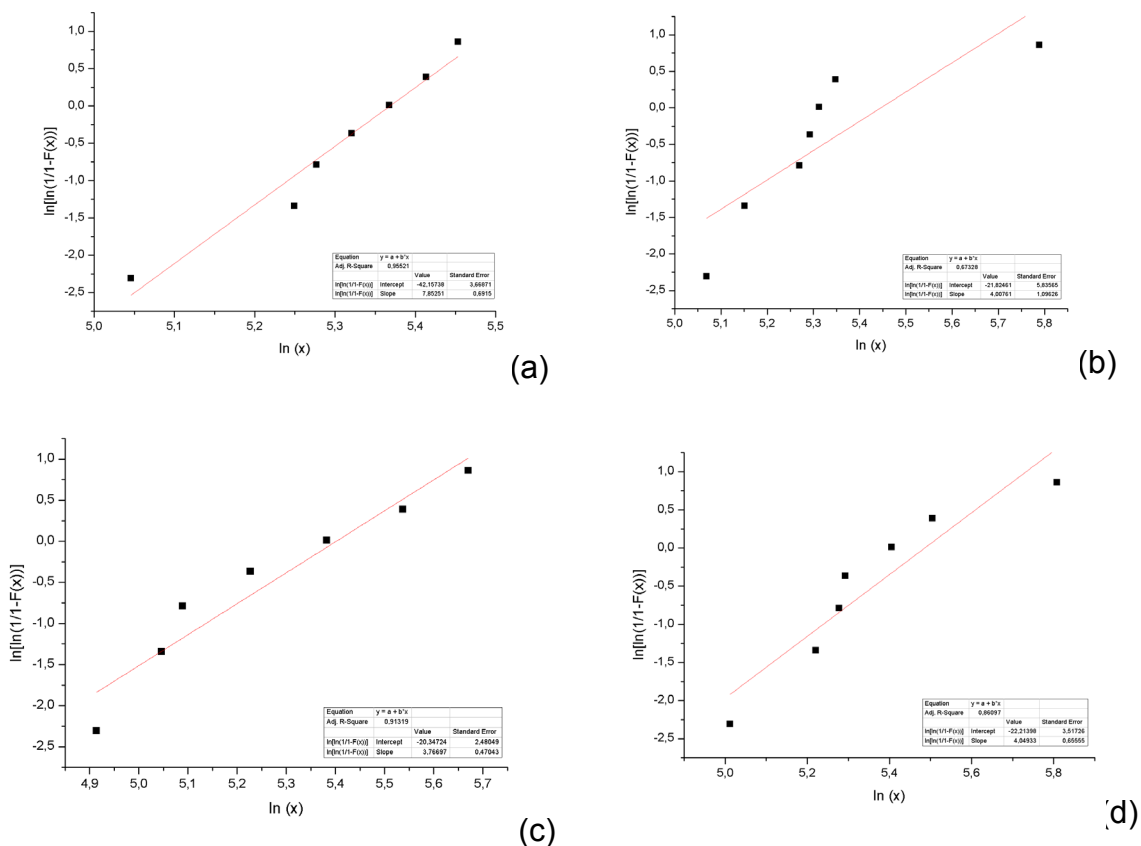 ln[ln(1/1-F(x))]
1,0
0,5
0,0
-0,5
-1,0
-1,5
-2,0
-2,5
5,0 5,1 5,2 5,3 5,4 5,5
ln (x)
Equation y = a + b*x
Adj. R-Square 0,95521
Value Standard Error
ln[ln(1/1-F(x))] Intercept -42,15738 3,66871
ln[ln(1/1-F(x))] Slope 7,85251 0,6915
(a)
ln[ln(1/1-F(x))]
1,0
0,5
0,0
-0,5
-1,0
-1,5
-2,0
-2,5
5,0 5,1 5,2 5,3 5,4 5,5 5,6 5,7 5,8
ln (x)
Equation y = a + b*x
Adj. R-Square 0,67328
Value Standard Error
ln[ln(1/1-F(x))] Intercept -21,82461 5,83565
ln[ln(1/1-F(x))] Slope 4,00761 1,09626
(b)
ln[ln(1/1-F(x))]
1,0
0,5
0,0
-0,5
-1,0
-1,5
-2,0
-2,5
4,9 5,0 5,1 5,2 5,3 5,4 5,5 5,6 5,7
ln (x)
Equation y = a + b*x
Adj. R-Square 0,91319
Value Standard Error
ln[ln(1/1-F(x))] Intercept -20,34724 2,48049
ln[ln(1/1-F(x))] Slope 3,76697 0,47043
(c)
ln[ln(1/1-F(x))]
1,0
0,5
0,0
-0,5
-1,0
-1,5
-2,0
-2,5
5,0 5,2 5,4 5,6 5,8
ln (x)
Equation y = a + b*x
Adj. R-Square 0,86097
Value Standard Error
ln[ln(1/1-F(x))] Intercept -22,21398 3,51726
ln[ln(1/1-F(x))] Slope 4,04933 0,65555
(d)